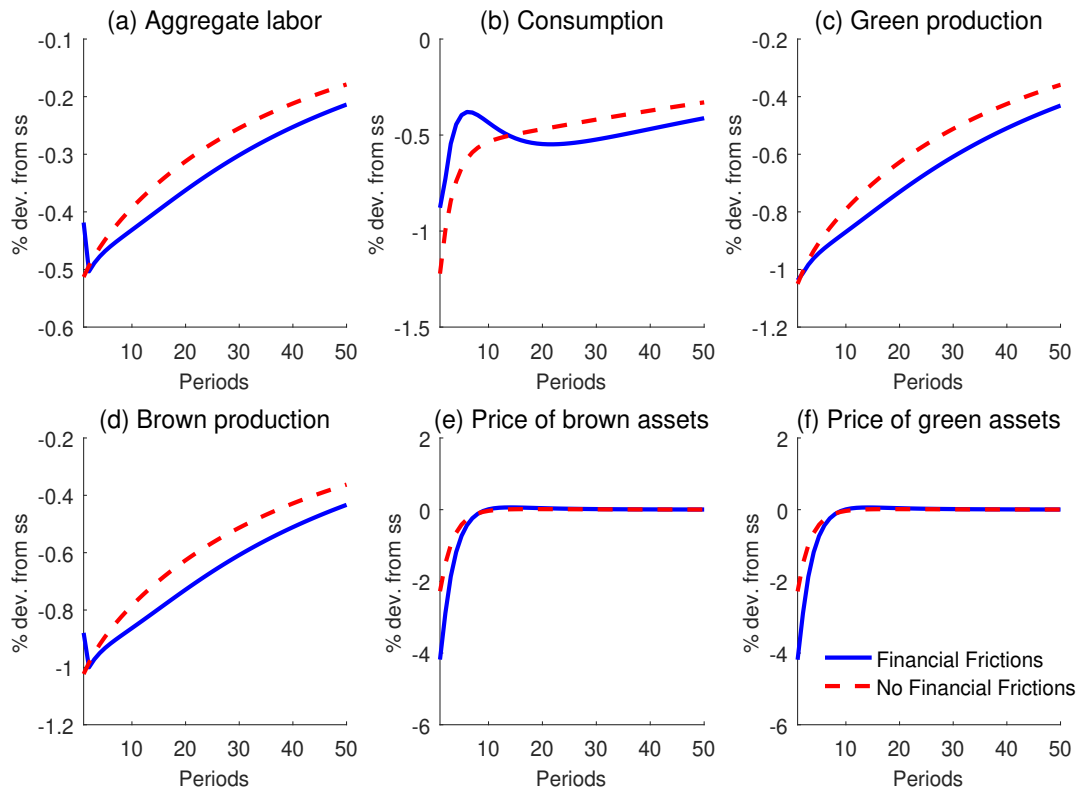 (a) Aggregate labor
-0.1
-0.2
-0.3
-0.4
-0.5
-0.6
% dev. from ss
10 20 30 40 50
Periods
(b) Consumption
0
-0.5
-1
-1.5
% dev. from ss
10 20 30 40 50
Periods
(c) Green production
-0.2
-0.4
-0.6
-0.8
-1
-1.2
% dev. from ss
10 20 30 40 50
Periods
(d) Brown production
-0.2
-0.4
-0.6
-0.8
-1
-1.2
% dev. from ss
10 20 30 40 50
Periods
(e) Price of brown assets
2
0
-2
-4
-6
% dev. from ss
10 20 30 40 50
Periods
(f) Price of green assets
2
0
-2
-4
-6
% dev. from ss
10 20 30 40 50
Periods
Financial Frictions
No Financial Frictions